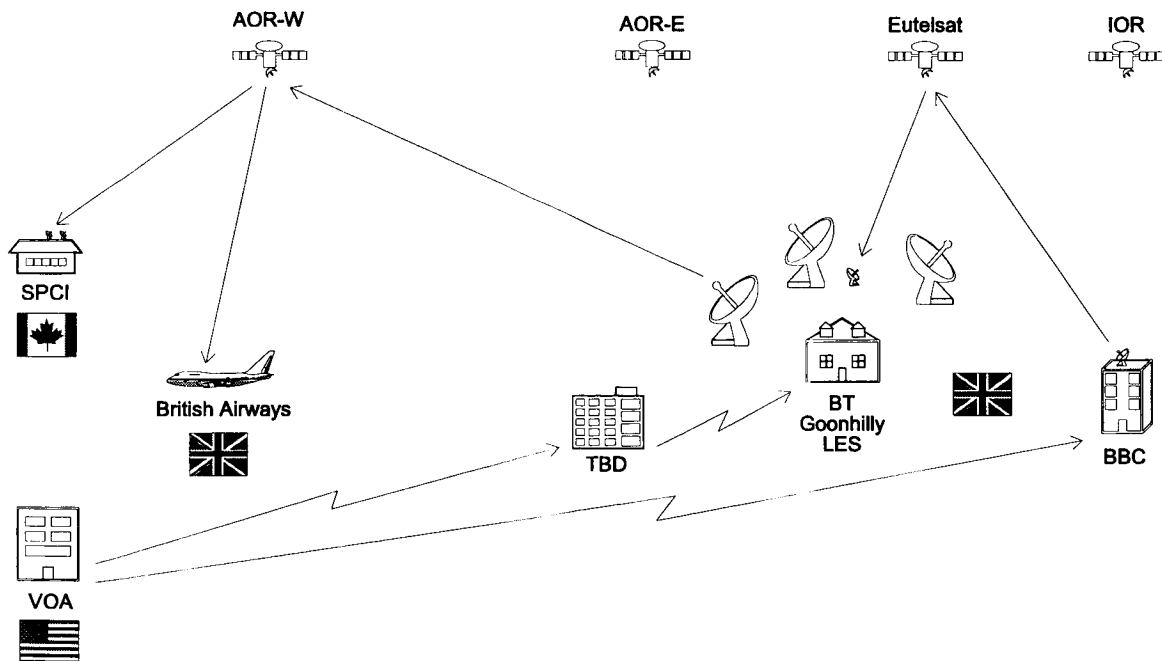 AOR-W
AOR-E
Eutelsat
IOR
SPCI
British Airways
TBD
BT
Goonhilly
LES
BBC
VOA